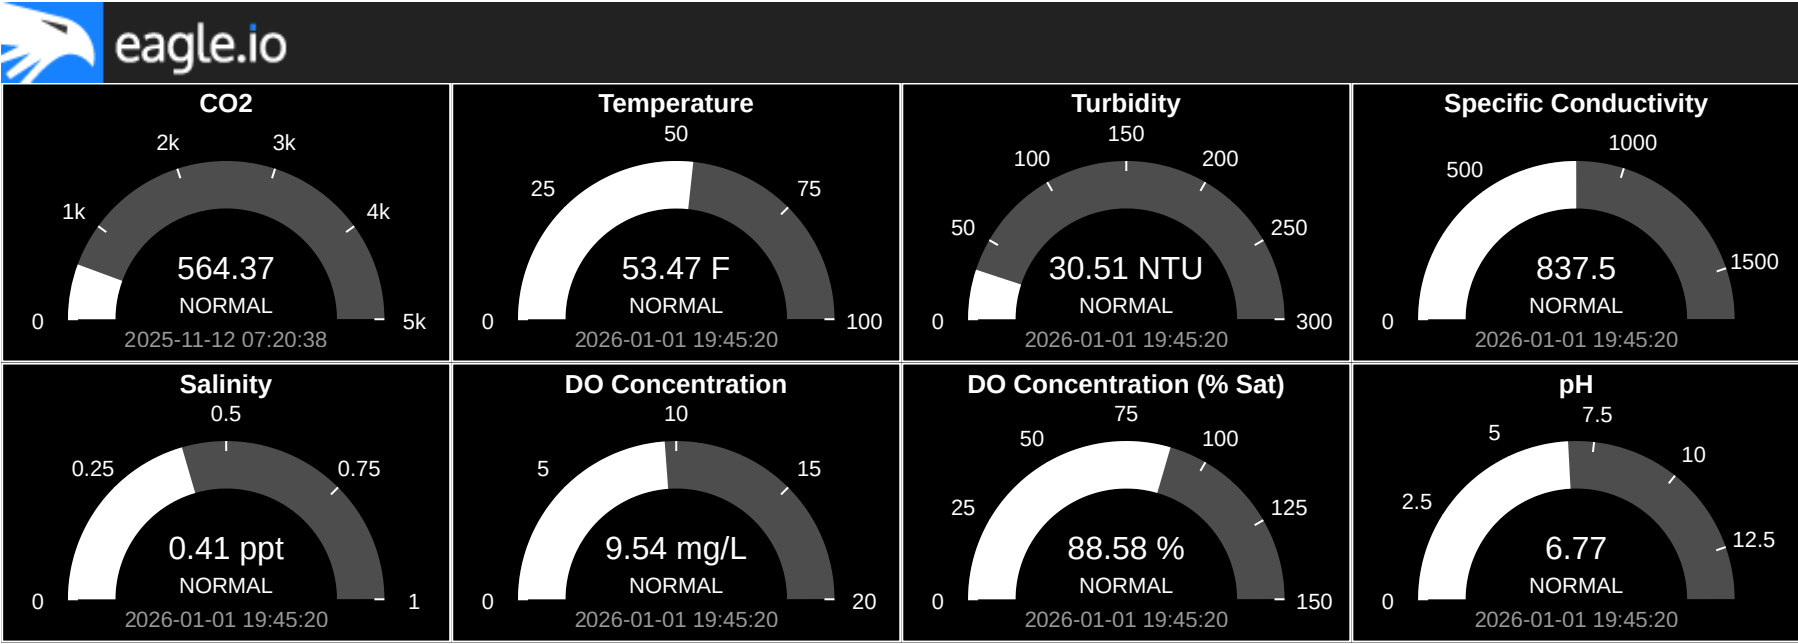 eagle.io
CO2
0
1k
2k
3k
4k
5k
564.37
NORMAL
2025-11-12 07:20:38
Temperature
0
25
50
75
100
53.47 F
NORMAL
2026-01-01 19:45:20
Turbidity
0
50
100
150
200
250
300
30.51 NTU
NORMAL
2026-01-01 19:45:20
Specific Conductivity
0
500
1000
1500
837.5
NORMAL
2026-01-01 19:45:20
Salinity
0
0.25
0.5
0.75
1
0.41 ppt
NORMAL
2026-01-01 19:45:20
DO Concentration
0
5
10
15
20
9.54 mg/L
NORMAL
2026-01-01 19:45:20
DO Concentration (% Sat)
0
25
50
75
100
125
150
88.58 %
NORMAL
2026-01-01 19:45:20
pH
0
2.5
5
7.5
10
12.5
6.77
NORMAL
2026-01-01 19:45:20